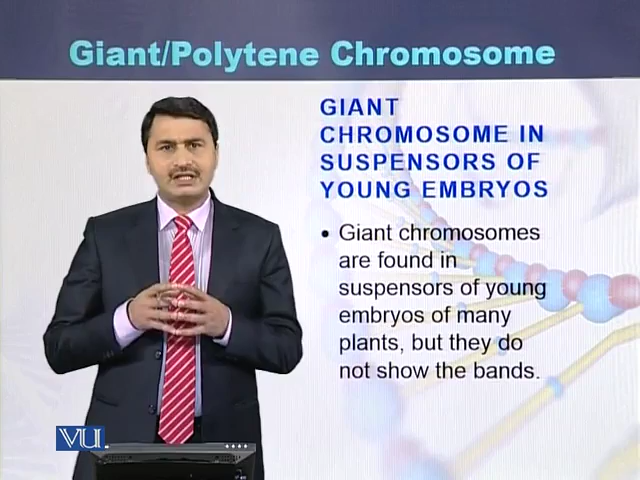 Giant/Polytene Chromosome
GIANT
CHROMOSOME IN
SUSPENSORS OF
YOUNG EMBRYOS
• Giant chromosomes
are found in
suspensors of young
embryos of many
plants, but they do
not show the bands.
VU.